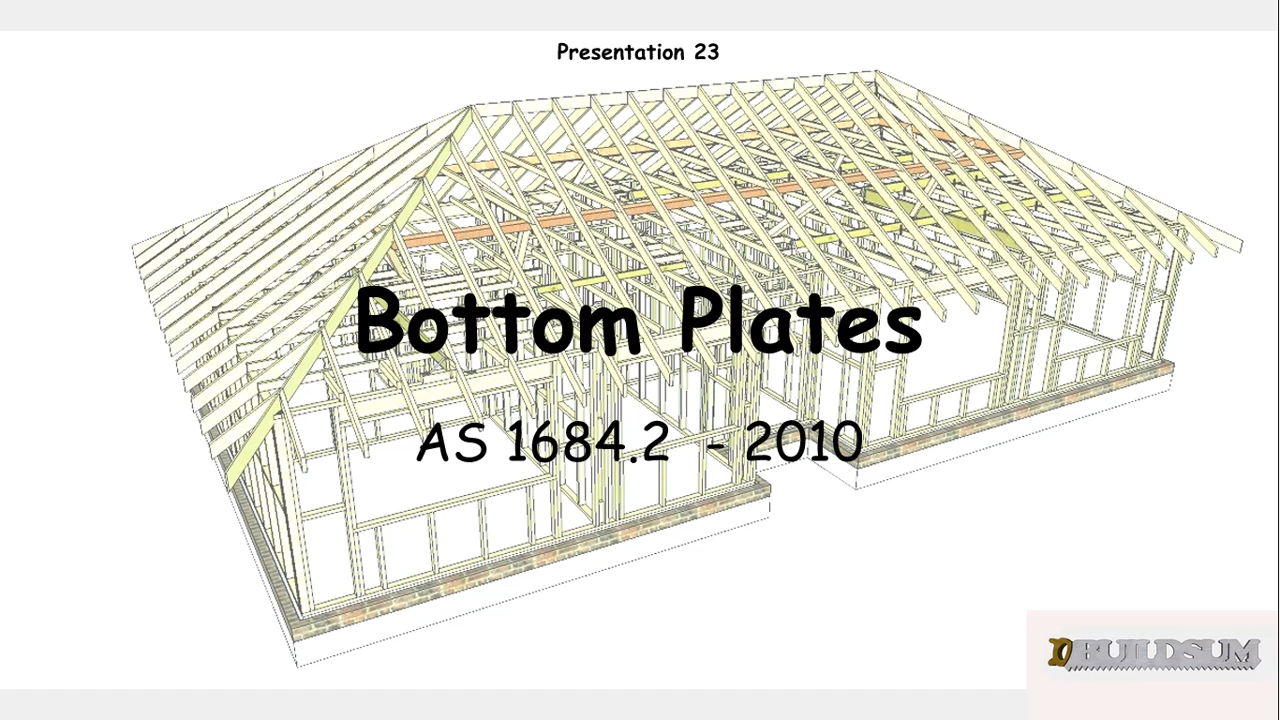 Presentation 23
Bottom Plates
AS 1684.2 - 2010
BUILDSUM